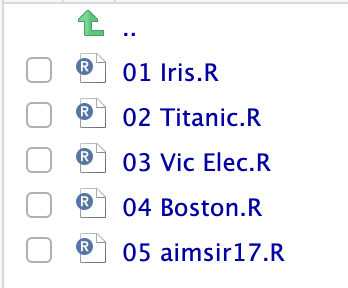 ..
01 Iris.R
02 Titanic.R
03 Vic Elec.R
04 Boston.R
05 aimsir17.R